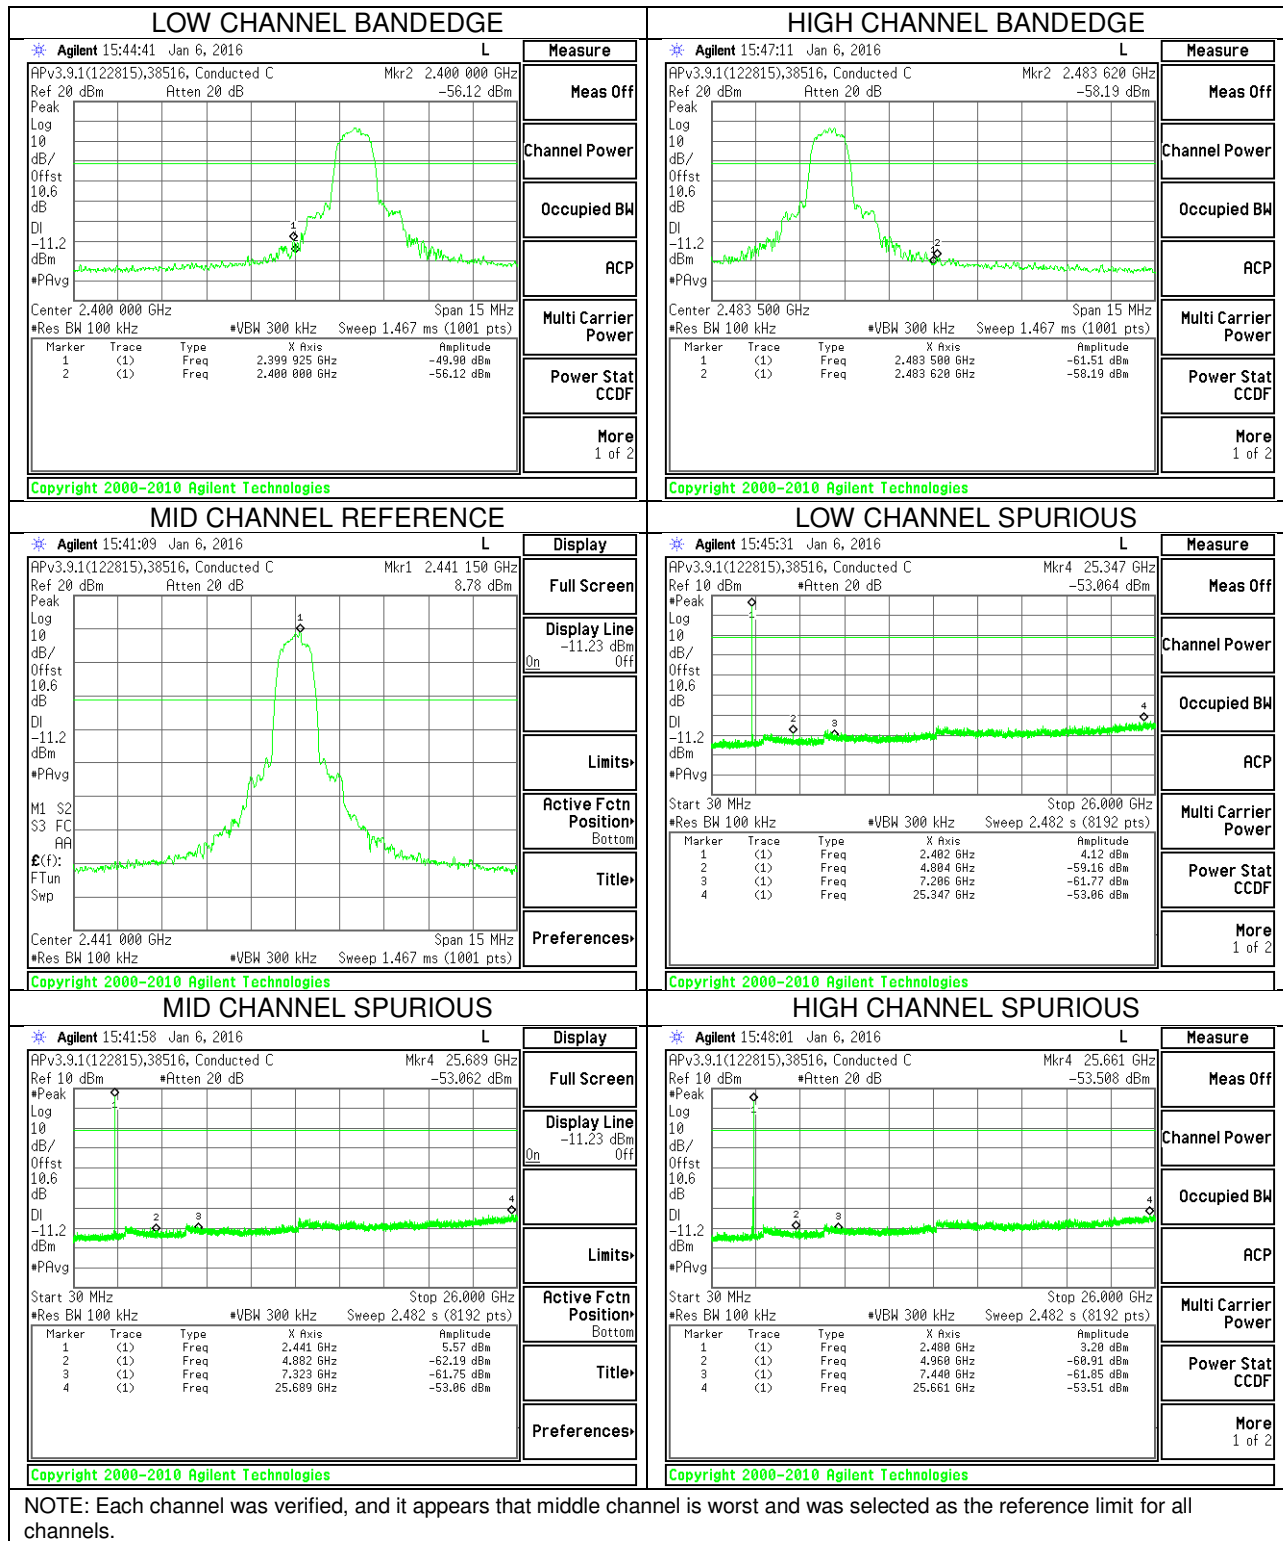 LOW CHANNEL BANDEDGE
Agilent 15:44:41 Jan 6, 2016 L
Measure
APv3.9.1(122815),38516, Conducted C Mkr2 2.400 000 GHz
Ref 20 dBm Atten 20 dB -56.12 dBm
Peak
Log
10
dB/
Offst
10.6
dB
DI
-11.2
dBm
#PAvg
1
Center 2.400 000 GHz Span 15 MHz
#Res BW 100 kHz #VBW 300 kHz Sweep 1.467 ms (1001 pts)
Marker Trace Type X Axis Amplitude
1 (1) Freq 2.399 925 GHz -49.90 dBm
2 (1) Freq 2.400 000 GHz -56.12 dBm
Meas Off
Channel Power
Occupied BW
ACP
Multi Carrier
Power
Power Stat
CCDF
More
1 of 2
Copyright 2000-2010 Agilent Technologies
HIGH CHANNEL BANDEDGE
Agilent 15:47:11 Jan 6, 2016 L
Measure
APv3.9.1(122815),38516, Conducted C Mkr2 2.483 620 GHz
Ref 20 dBm Atten 20 dB -58.19 dBm
Peak
Log
10
dB/
Offst
10.6
dB
DI
-11.2
dBm
#PAvg
2
Center 2.483 500 GHz Span 15 MHz
#Res BW 100 kHz #VBW 300 kHz Sweep 1.467 ms (1001 pts)
Marker Trace Type X Axis Amplitude
1 (1) Freq 2.483 500 GHz -61.51 dBm
2 (1) Freq 2.483 620 GHz -58.19 dBm
Meas Off
Channel Power
Occupied BW
ACP
Multi Carrier
Power
Power Stat
CCDF
More
1 of 2
Copyright 2000-2010 Agilent Technologies
MID CHANNEL REFERENCE
Agilent 15:41:09 Jan 6, 2016 L
Display
APv3.9.1(122815),38516, Conducted C Mkr1 2.441 150 GHz
Ref 20 dBm Atten 20 dB 8.78 dBm
Peak
Log
10
dB/
Offst
10.6
dB
DI
-11.2
dBm
#PAvg
M1 S2
S3 FC
AA
£(f):
FTun
Swp
1
Center 2.441 000 GHz Span 15 MHz
#Res BW 100 kHz #VBW 300 kHz Sweep 1.467 ms (1001 pts)
Full Screen
Display Line
-11.23 dBm
On Off
Limits
Active Fctn
Position
Bottom
Title
Preferences
Copyright 2000-2010 Agilent Technologies
LOW CHANNEL SPURIOUS
Agilent 15:45:31 Jan 6, 2016 L
Measure
APv3.9.1(122815),38516, Conducted C Mkr4 25.347 GHz
Ref 10 dBm #Atten 20 dB -53.064 dBm
#Peak
Log
10
dB/
Offst
10.6
dB
DI
-11.2
dBm
#PAvg
1 2 3 4
Start 30 MHz Stop 26.000 GHz
#Res BW 100 kHz #VBW 300 kHz Sweep 2.482 s (8192 pts)
Marker Trace Type X Axis Amplitude
1 (1) Freq 2.402 GHz 4.12 dBm
2 (1) Freq 4.804 GHz -59.16 dBm
3 (1) Freq 7.206 GHz -61.77 dBm
4 (1) Freq 25.347 GHz -53.06 dBm
Meas Off
Channel Power
Occupied BW
ACP
Multi Carrier
Power
Power Stat
CCDF
More
1 of 2
Copyright 2000-2010 Agilent Technologies
MID CHANNEL SPURIOUS
Agilent 15:41:58 Jan 6, 2016 L
Display
APv3.9.1(122815),38516, Conducted C Mkr4 25.689 GHz
Ref 10 dBm #Atten 20 dB -53.062 dBm
#Peak
Log
10
dB/
Offst
10.6
dB
DI
-11.2
dBm
#PAvg
1 2 3 4
Start 30 MHz Stop 26.000 GHz
#Res BW 100 kHz #VBW 300 kHz Sweep 2.482 s (8192 pts)
Marker Trace Type X Axis Amplitude
1 (1) Freq 2.441 GHz 5.57 dBm
2 (1) Freq 4.882 GHz -62.19 dBm
3 (1) Freq 7.323 GHz -61.75 dBm
4 (1) Freq 25.689 GHz -53.06 dBm
Full Screen
Display Line
-11.23 dBm
On Off
Limits
Active Fctn
Position
Bottom
Title
Preferences
Copyright 2000-2010 Agilent Technologies
HIGH CHANNEL SPURIOUS
Agilent 15:48:01 Jan 6, 2016 L
Measure
APv3.9.1(122815),38516, Conducted C Mkr4 25.661 GHz
Ref 10 dBm #Atten 20 dB -53.508 dBm
#Peak
Log
10
dB/
Offst
10.6
dB
DI
-11.2
dBm
#PAvg
1 2 3 4
Start 30 MHz Stop 26.000 GHz
#Res BW 100 kHz #VBW 300 kHz Sweep 2.482 s (8192 pts)
Marker Trace Type X Axis Amplitude
1 (1) Freq 2.480 GHz 3.20 dBm
2 (1) Freq 4.960 GHz -60.91 dBm
3 (1) Freq 7.440 GHz -61.85 dBm
4 (1) Freq 25.661 GHz -53.51 dBm
Meas Off
Channel Power
Occupied BW
ACP
Multi Carrier
Power
Power Stat
CCDF
More
1 of 2
Copyright 2000-2010 Agilent Technologies
NOTE: Each channel was verified, and it appears that middle channel is worst and was selected as the reference limit for all
channels.